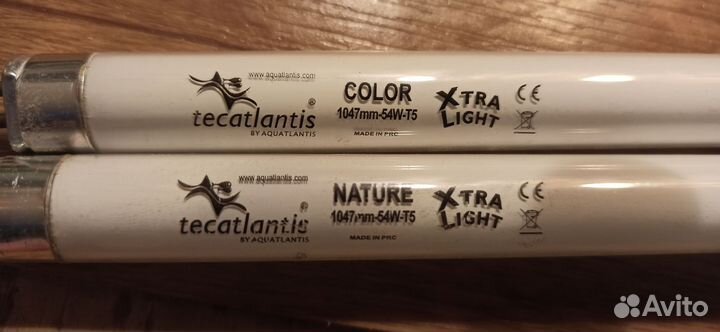 www.aquatlantis.com
tecatlantis®
BY AQUATLANTIS
COLOR
1047mm-54W-T5
MADE IN PRC
XTRA
LIGHT
CE
www.aquatlantis.com
tecatlantis®
BY AQUATLANTIS
NATURE
1047mm-54W-T5
MADE IN PRC
XTRA
LIGHT
CE
Avito